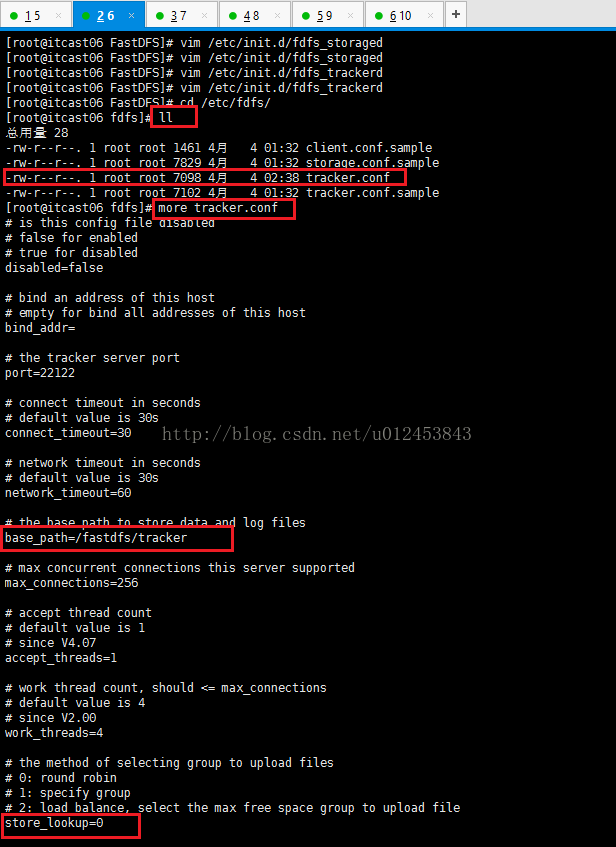 1 5 × 2 6 × 3 7 × 4 8 × 5 9 × 6 10 × +
[root@itcast06 FastDFS]# vim /etc/init.d/fdfs_storaged
[root@itcast06 FastDFS]# vim /etc/init.d/fdfs_storaged
[root@itcast06 FastDFS]# vim /etc/init.d/fdfs_trackerd
[root@itcast06 FastDFS]# vim /etc/init.d/fdfs_trackerd
[root@itcast06 FastDFS]# cd /etc/fdfs/
[root@itcast06 fdfs]# ll
总用量 28
-rw-r--r--. 1 root root 1461 4月   4 01:32 client.conf.sample
-rw-r--r--. 1 root root 7829 4月   4 01:32 storage.conf.sample
-rw-r--r--. 1 root root 7098 4月   4 02:38 tracker.conf
-rw-r--r--. 1 root root 7102 4月   4 01:32 tracker.conf.sample
[root@itcast06 fdfs]# more tracker.conf
# is this config file disabled
# false for enabled
# true for disabled
disabled=false
# bind an address of this host
# empty for bind all addresses of this host
bind_addr=
# the tracker server port
port=22122
# connect timeout in seconds
# default value is 30s
connect_timeout=30
http://blog.csdn.net/u012453843
# network timeout in seconds
# default value is 30s
network_timeout=60
# the base path to store data and log files
base_path=/fastdfs/tracker
# max concurrent connections this server supported
max_connections=256
# accept thread count
# default value is 1
# since V4.07
accept_threads=1
# work thread count, should <= max_connections
# default value is 4
# since V2.00
work_threads=4
# the method of selecting group to upload files
# 0: round robin
# 1: specify group
# 2: load balance, select the max free space group to upload file
store_lookup=0